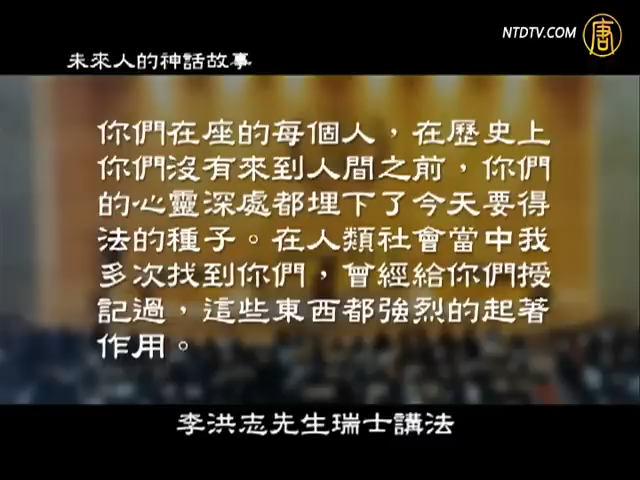 NTDTV.COM 唐
未來人的神話故事
你們在座的每個人，在歷史上
你們沒有來到人間之前，你們
的心靈深處都埋下了今天要得
法的種子。在人類社會當中我
多次找到你們，曾經給你們授
記過，這些東西都強烈的起著
作用。
李洪志先生瑞士講法